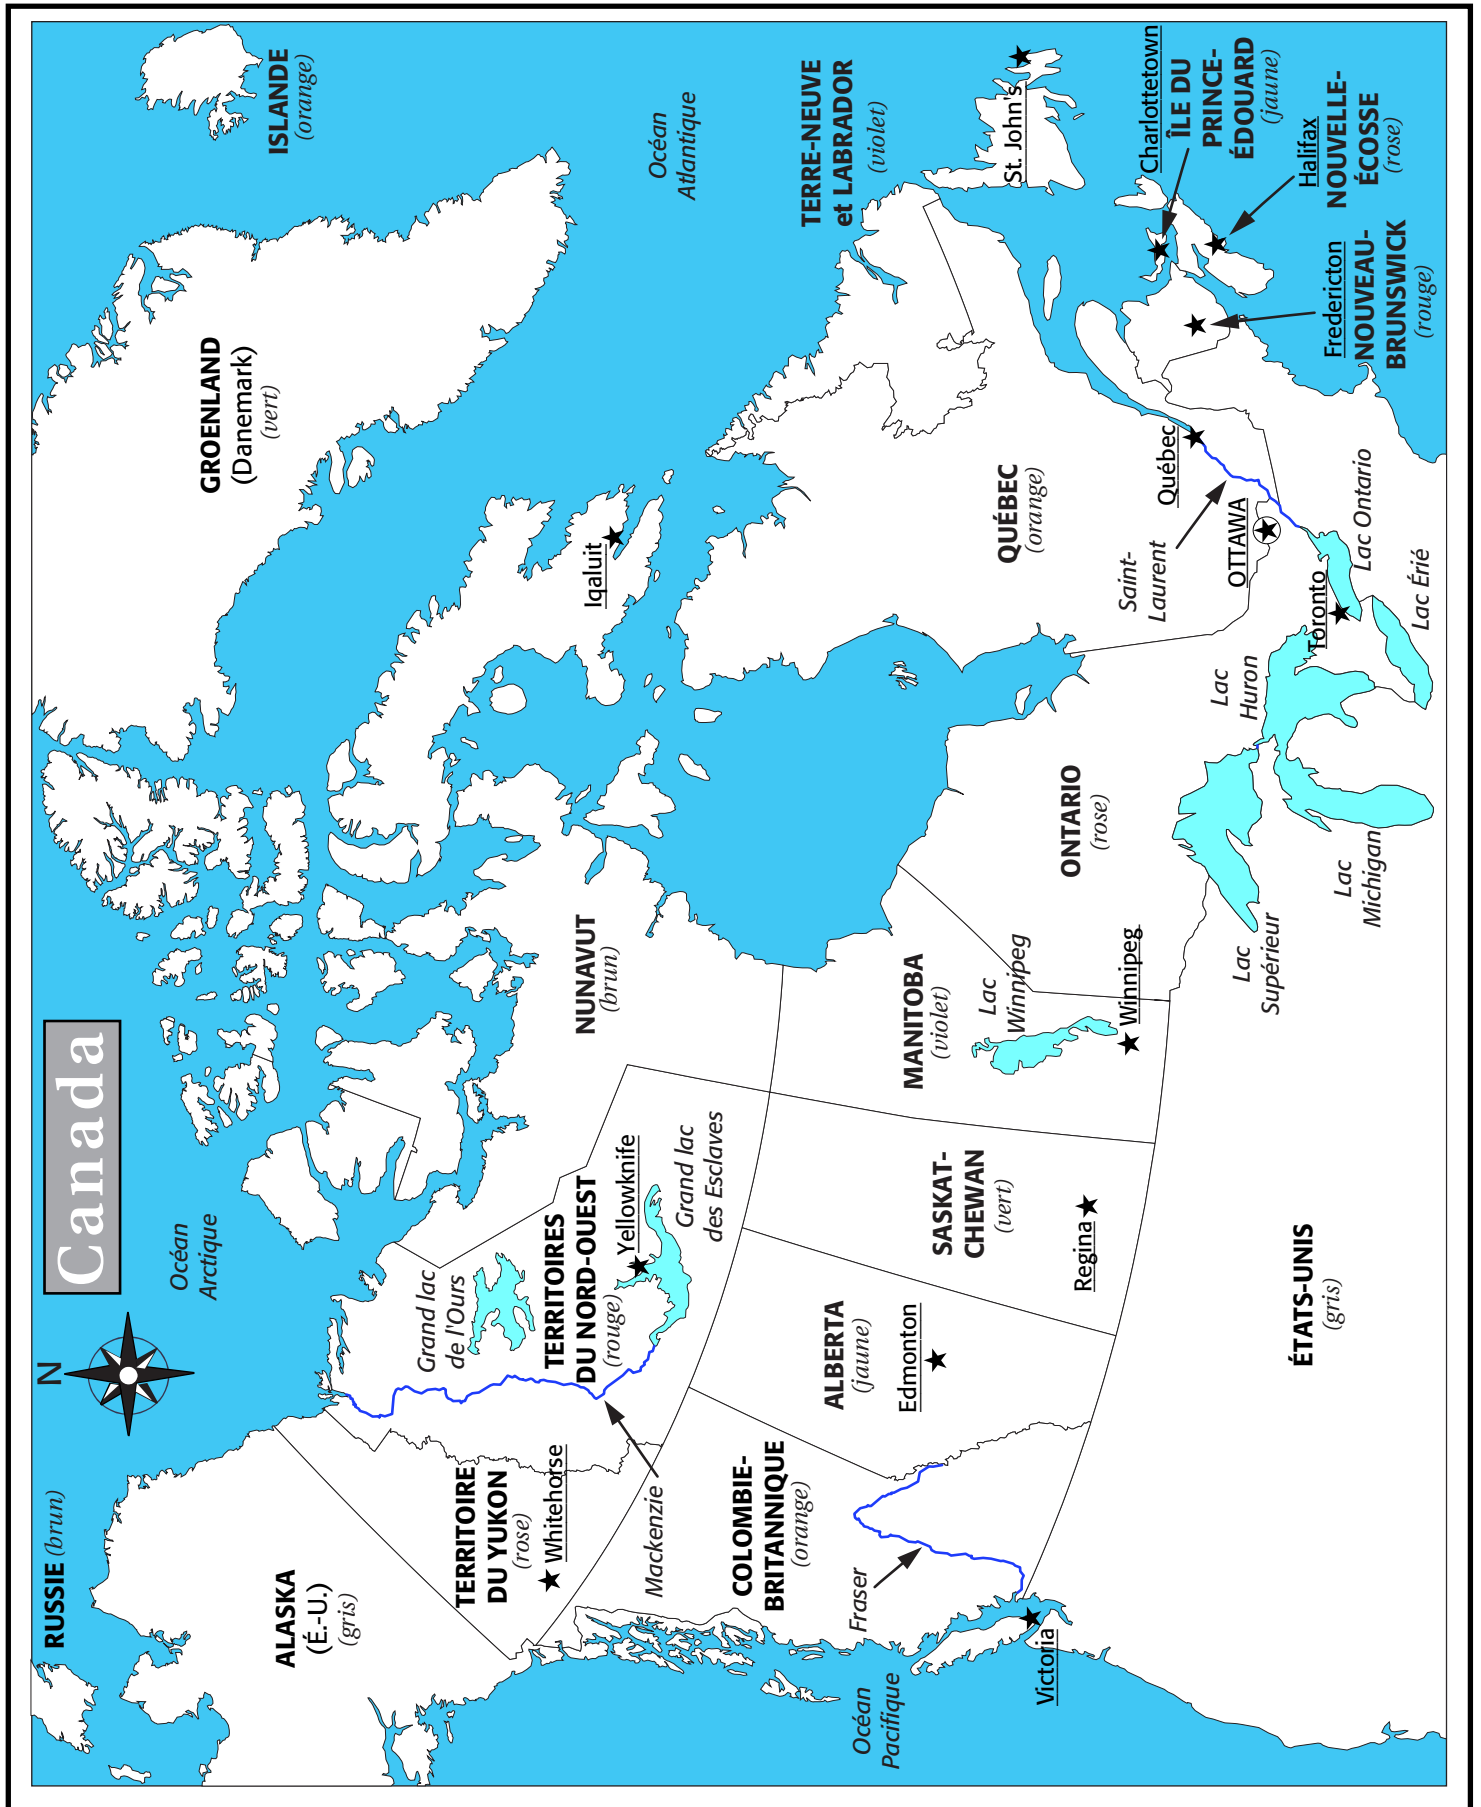 Canada
N
RUSSIE (brun)
ALASKA
(É.-U.)
(gris)
Océan
Arctique
GROENLAND
(Danemark)
(vert)
ISLANDE
(orange)
TERRITOIRE
DU YUKON
(rose)
Whitehorse
Grand lac
de l'Ours
TERRITOIRES
DU NORD-OUEST
(rouge)
Yellowknife
Grand lac
des Esclaves
Mackenzie
NUNAVUT
(brun)
Iqaluit
Océan
Atlantique
COLOMBIE-
BRITANNIQUE
(orange)
Fraser
Océan
Pacifique
Victoria
ALBERTA
(jaune)
Edmonton
SASKAT-
CHEWAN
(vert)
Regina
MANITOBA
(violet)
Lac
Winnipeg
Winnipeg
ONTARIO
(rose)
QUÉBEC
(orange)
Saint-
Laurent
Québec
OTTAWA
Toronto
TERRE-NEUVE
et LABRADOR
(violet)
St. John's
Charlottetown
ÎLE DU
PRINCE-
ÉDOUARD
(jaune)
Halifax
NOUVELLE-
ÉCOSSE
(rose)
Fredericton
NOUVEAU-
BRUNSWICK
(rouge)
Lac
Supérieur
Lac
Michigan
Lac
Huron
Lac Ontario
Lac Érié
ÉTATS-UNIS
(gris)